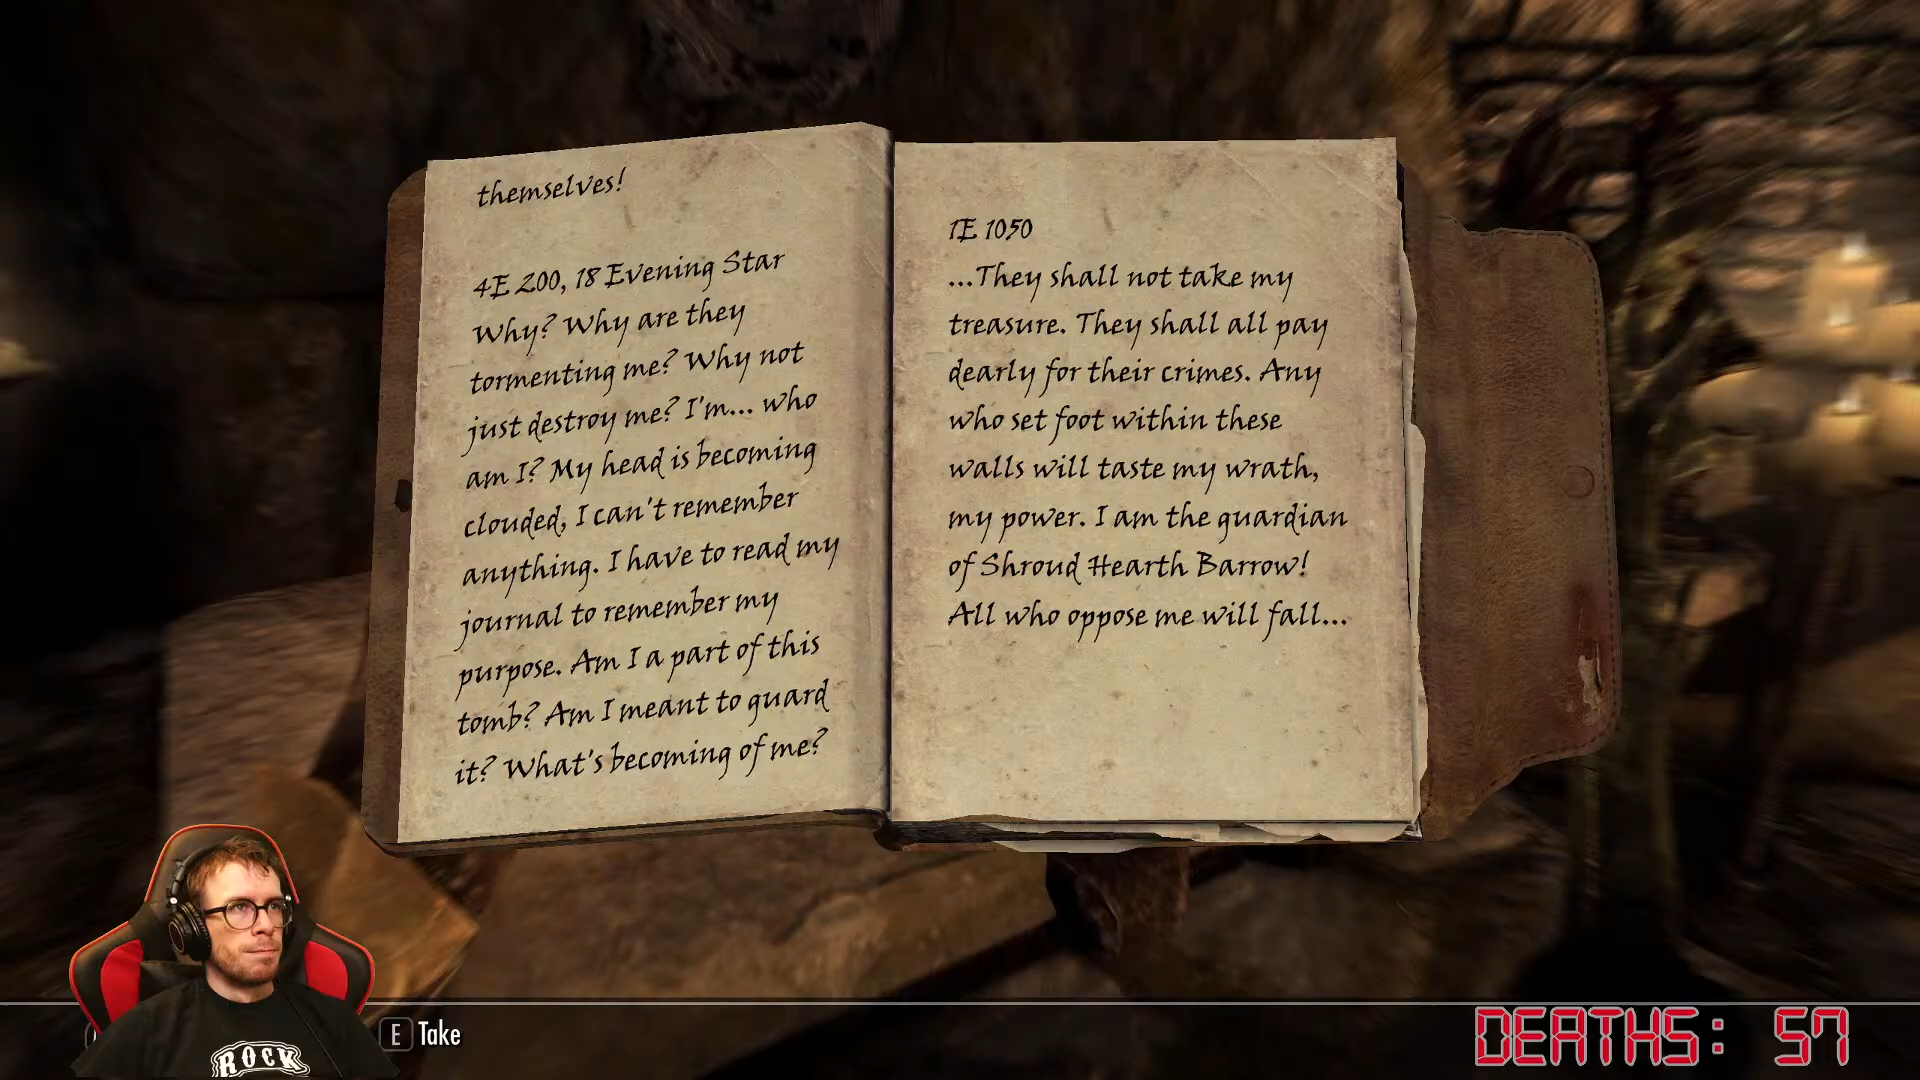 themselves!
4E 200, 18 Evening Star
Why? Why are they
tormenting me? Why not
just destroy me? I'm... who
am I? My head is becoming
clouded, I can't remember
anything. I have to read my
journal to remember my
purpose. Am I a part of this
tomb? Am I meant to guard
it? What's becoming of me?
1E 1050
...They shall not take my
treasure. They shall all pay
dearly for their crimes. Any
who set foot within these
walls will taste my wrath,
my power. I am the guardian
of Shroud Hearth Barrow!
All who oppose me will fall...
ROCK
E Take
DEATHS: 57